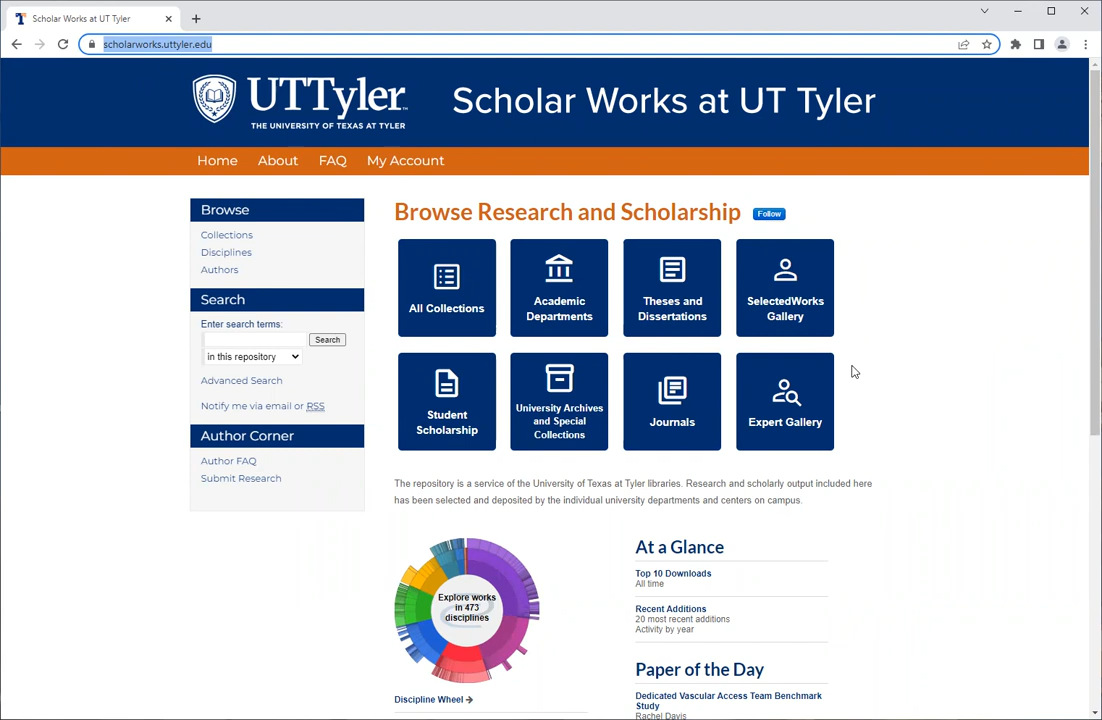 Scholar Works at UT Tyler
scholarworks.uttyler.edu
UT Tyler
THE UNIVERSITY OF TEXAS AT TYLER
Scholar Works at UT Tyler
Home About FAQ My Account
Browse
Collections
Disciplines
Authors
Search
Enter search terms:
Search
in this repository
Advanced Search
Notify me via email or RSS
Author Corner
Author FAQ
Submit Research
Browse Research and Scholarship
Follow
All Collections
Academic
Departments
Theses and
Dissertations
SelectedWorks
Gallery
Student
Scholarship
University Archives
and Special
Collections
Journals
Expert Gallery
The repository is a service of the University of Texas at Tyler libraries. Research and scholarly output included here
has been selected and deposited by the individual university departments and centers on campus.
Explore works
in 473
disciplines
Discipline Wheel
At a Glance
Top 10 Downloads
All time
Recent Additions
20 most recent additions
Activity by year
Paper of the Day
Dedicated Vascular Access Team Benchmark
Study
Rachel Davis